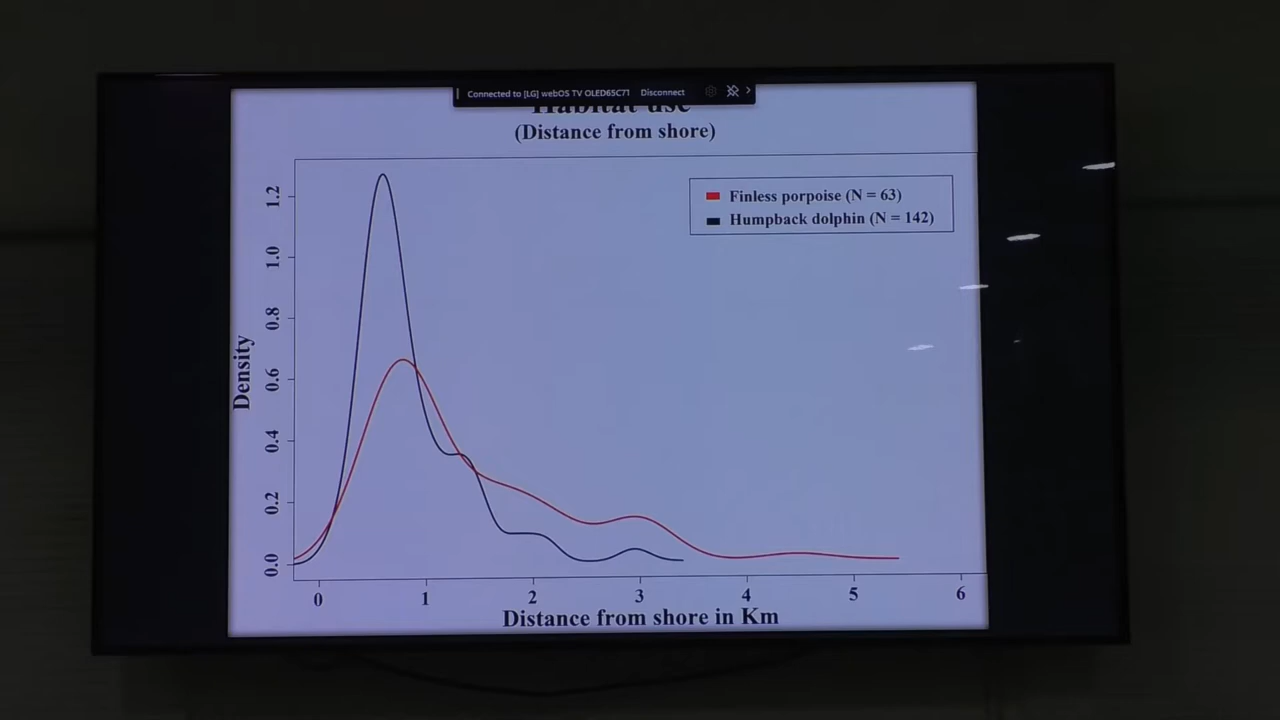 Connected to [LG] webOS TV OLED65C71 Disconnect
Habitat use
(Distance from shore)
Finless porpoise (N = 63)
Humpback dolphin (N = 142)
Density
1.2
1.0
0.8
0.6
0.4
0.2
0.0
0 1 2 3 4 5 6
Distance from shore in Km